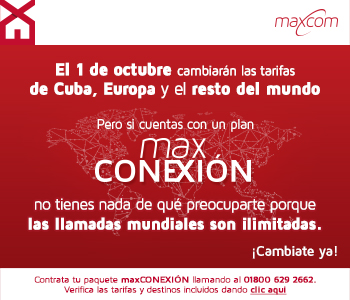 maxcom
El 1 de octubre cambiarán las tarifas
de Cuba, Europa y el resto del mundo
Pero si cuentas con un plan
max
CONEXIÓN
no tienes nada de qué preocuparte porque
las llamadas mundiales son ilimitadas.
¡Cambiate ya!
Contrata tu paquete maxCONEXIÓN llamando al 01800 629 2662.
Verifica las tarifas y destinos incluidos dando clic aquí